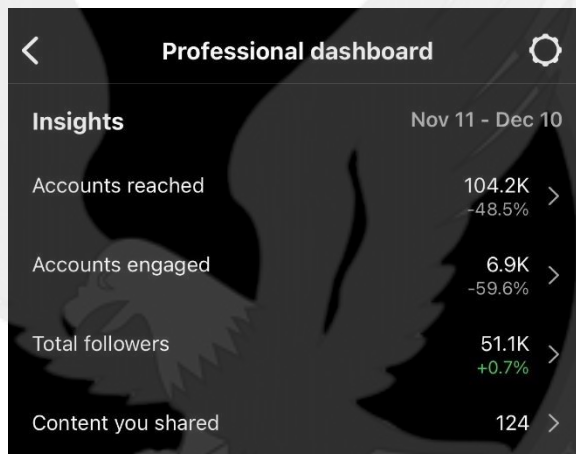 Professional dashboard
Insights Nov 11 - Dec 10
Accounts reached 104.2K
-48.5%
Accounts engaged 6.9K
-59.6%
Total followers 51.1K
+0.7%
Content you shared 124